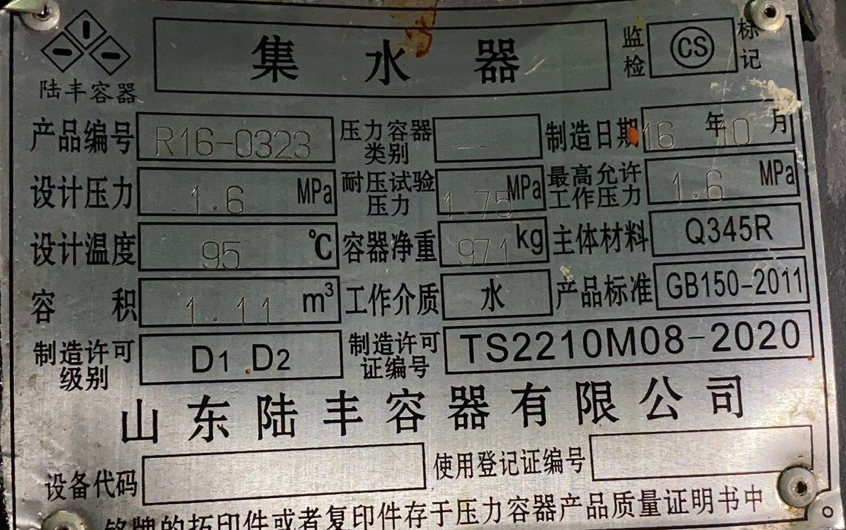 集水器
监检 CS 标记
陆丰容器
产品编号 R16-0323 压力容器类别 — 制造日期 16 年 10 月
设计压力 1.6 MPa 耐压试验压力 1.75 MPa 最高允许工作压力 1.6 MPa
设计温度 95 ℃ 容器净重 971 kg 主体材料 Q345R
容积 1.11 m³ 工作介质 水 产品标准 GB150-2011
制造许可级别 D1 .D2 制造许可证编号 TS2210M08-2020
山东陆丰容器有限公司
设备代码 使用登记证编号
铭牌的拓印件或者复印件存于压力容器产品质量证明书中